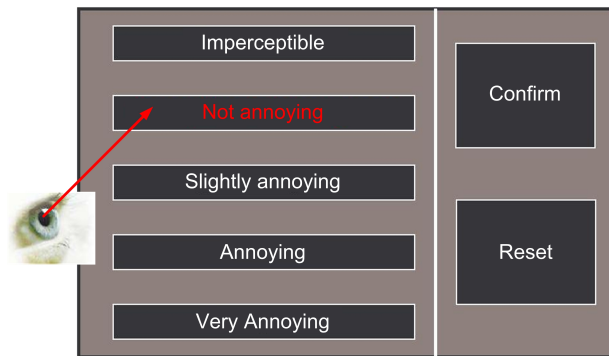 Imperceptible
Not annoying
Slightly annoying
Annoying
Very Annoying
Confirm
Reset